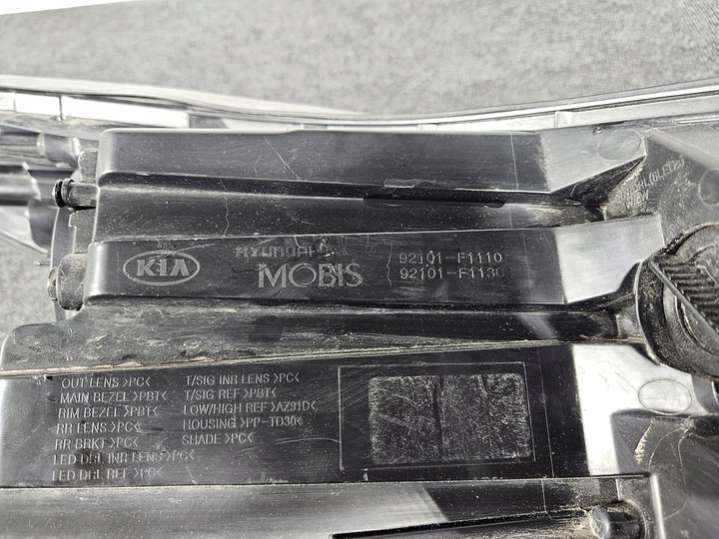 KIA
HYUNDAI
MOBIS
92101-F1110
92101-F1130
OUT LENS >PC<
MAIN BEZEL >PBT<
RIM BEZEL >PBT<
RR LENS >PC<
RR BRKT >PC<
LED DRL INR LENS >PC<
LED DRL REF >PC<
T/SIG INR LENS >PC<
T/SIG REF >PBT<
LOW/HIGH REF >AZ91D<
HOUSING >PP-TD30<
SHADE >PC<